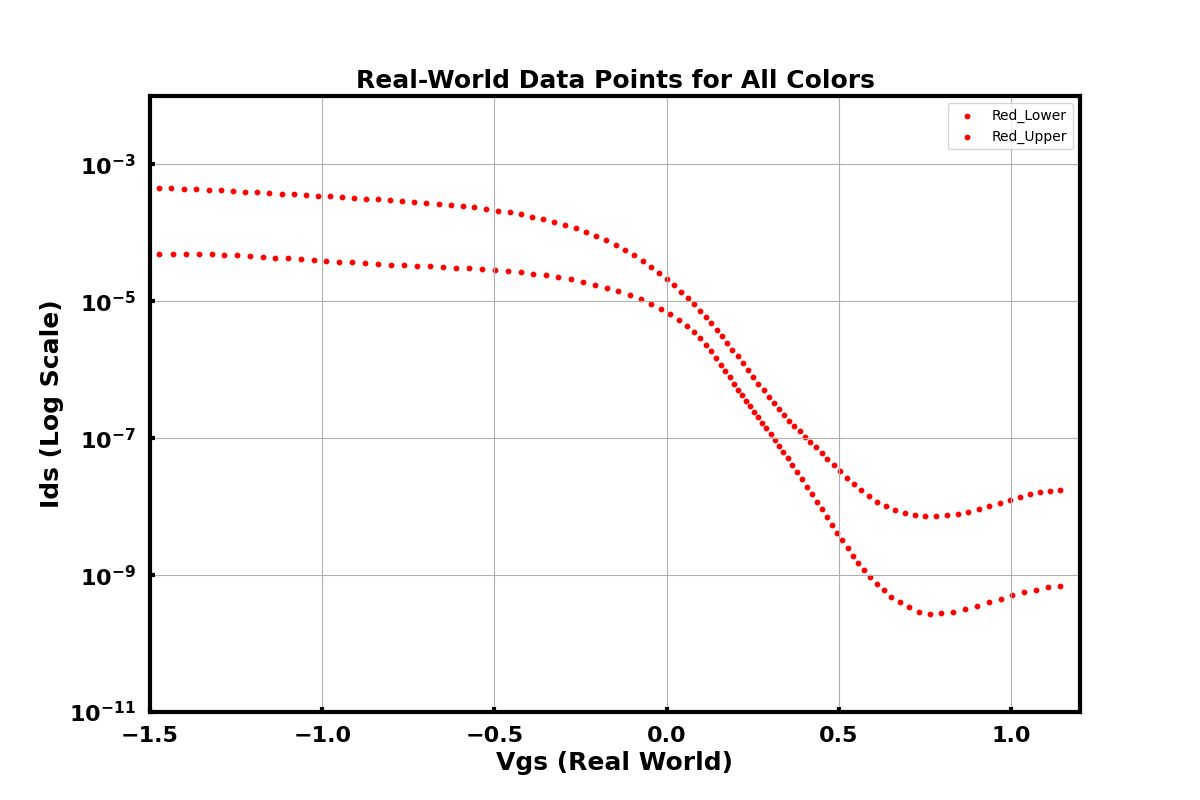 Real-World Data Points for All Colors
Red_Lower
Red_Upper
Ids (Log Scale)
10⁻³
10⁻⁵
10⁻⁷
10⁻⁹
10⁻¹¹
−1.5 −1.0 −0.5 0.0 0.5 1.0
Vgs (Real World)